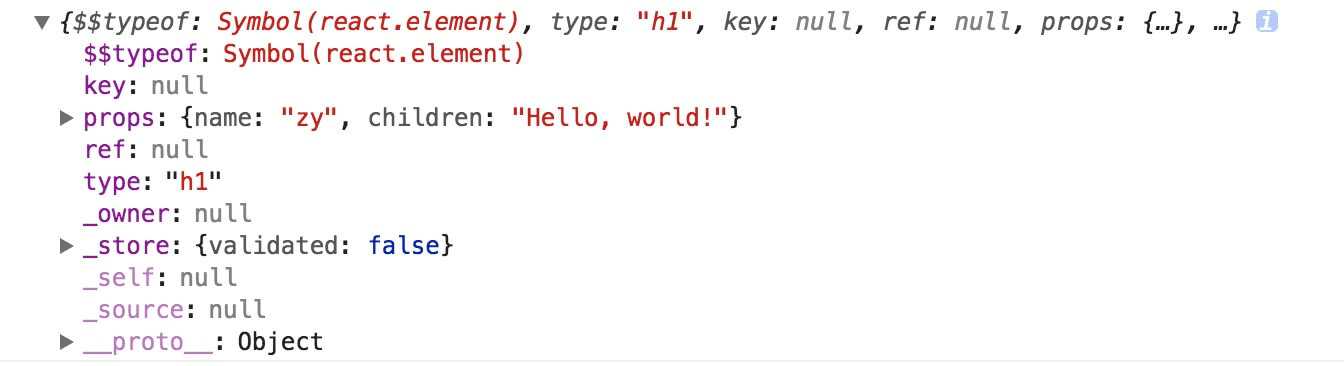 ▼ {$$typeof: Symbol(react.element), type: "h1", key: null, ref: null, props: {…}, …} i
$$typeof: Symbol(react.element)
key: null
▶ props: {name: "zy", children: "Hello, world!"}
ref: null
type: "h1"
_owner: null
▶ _store: {validated: false}
_self: null
_source: null
▶ __proto__: Object